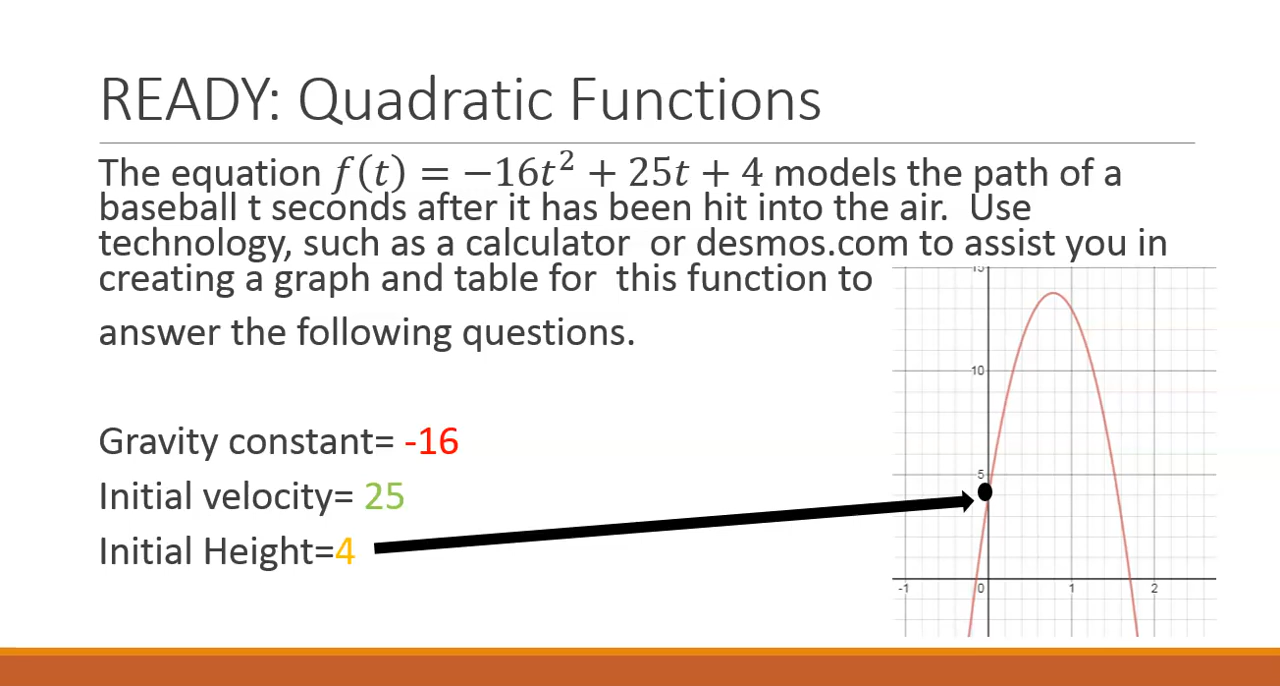 READY: Quadratic Functions
The equation 𝑓(𝑡) = −16𝑡² + 25𝑡 + 4 models the path of a
baseball t seconds after it has been hit into the air.  Use
technology, such as a calculator  or desmos.com to assist you in
creating a graph and table for  this function to
answer the following questions.
15
10
Gravity constant= -16
5
Initial velocity= 25
Initial Height=4
-1 0 1 2